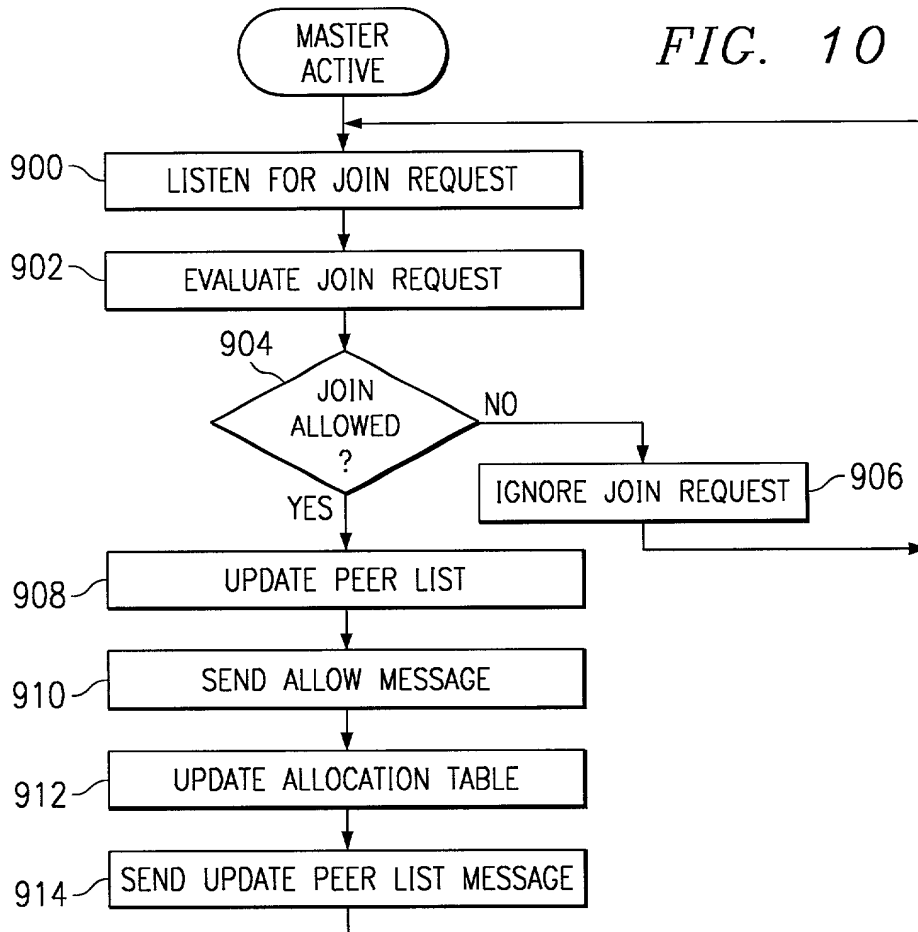 MASTER
ACTIVE
FIG. 10
900
LISTEN FOR JOIN REQUEST
902
EVALUATE JOIN REQUEST
904
JOIN
ALLOWED
?
NO
YES
IGNORE JOIN REQUEST
906
908
UPDATE PEER LIST
910
SEND ALLOW MESSAGE
912
UPDATE ALLOCATION TABLE
914
SEND UPDATE PEER LIST MESSAGE